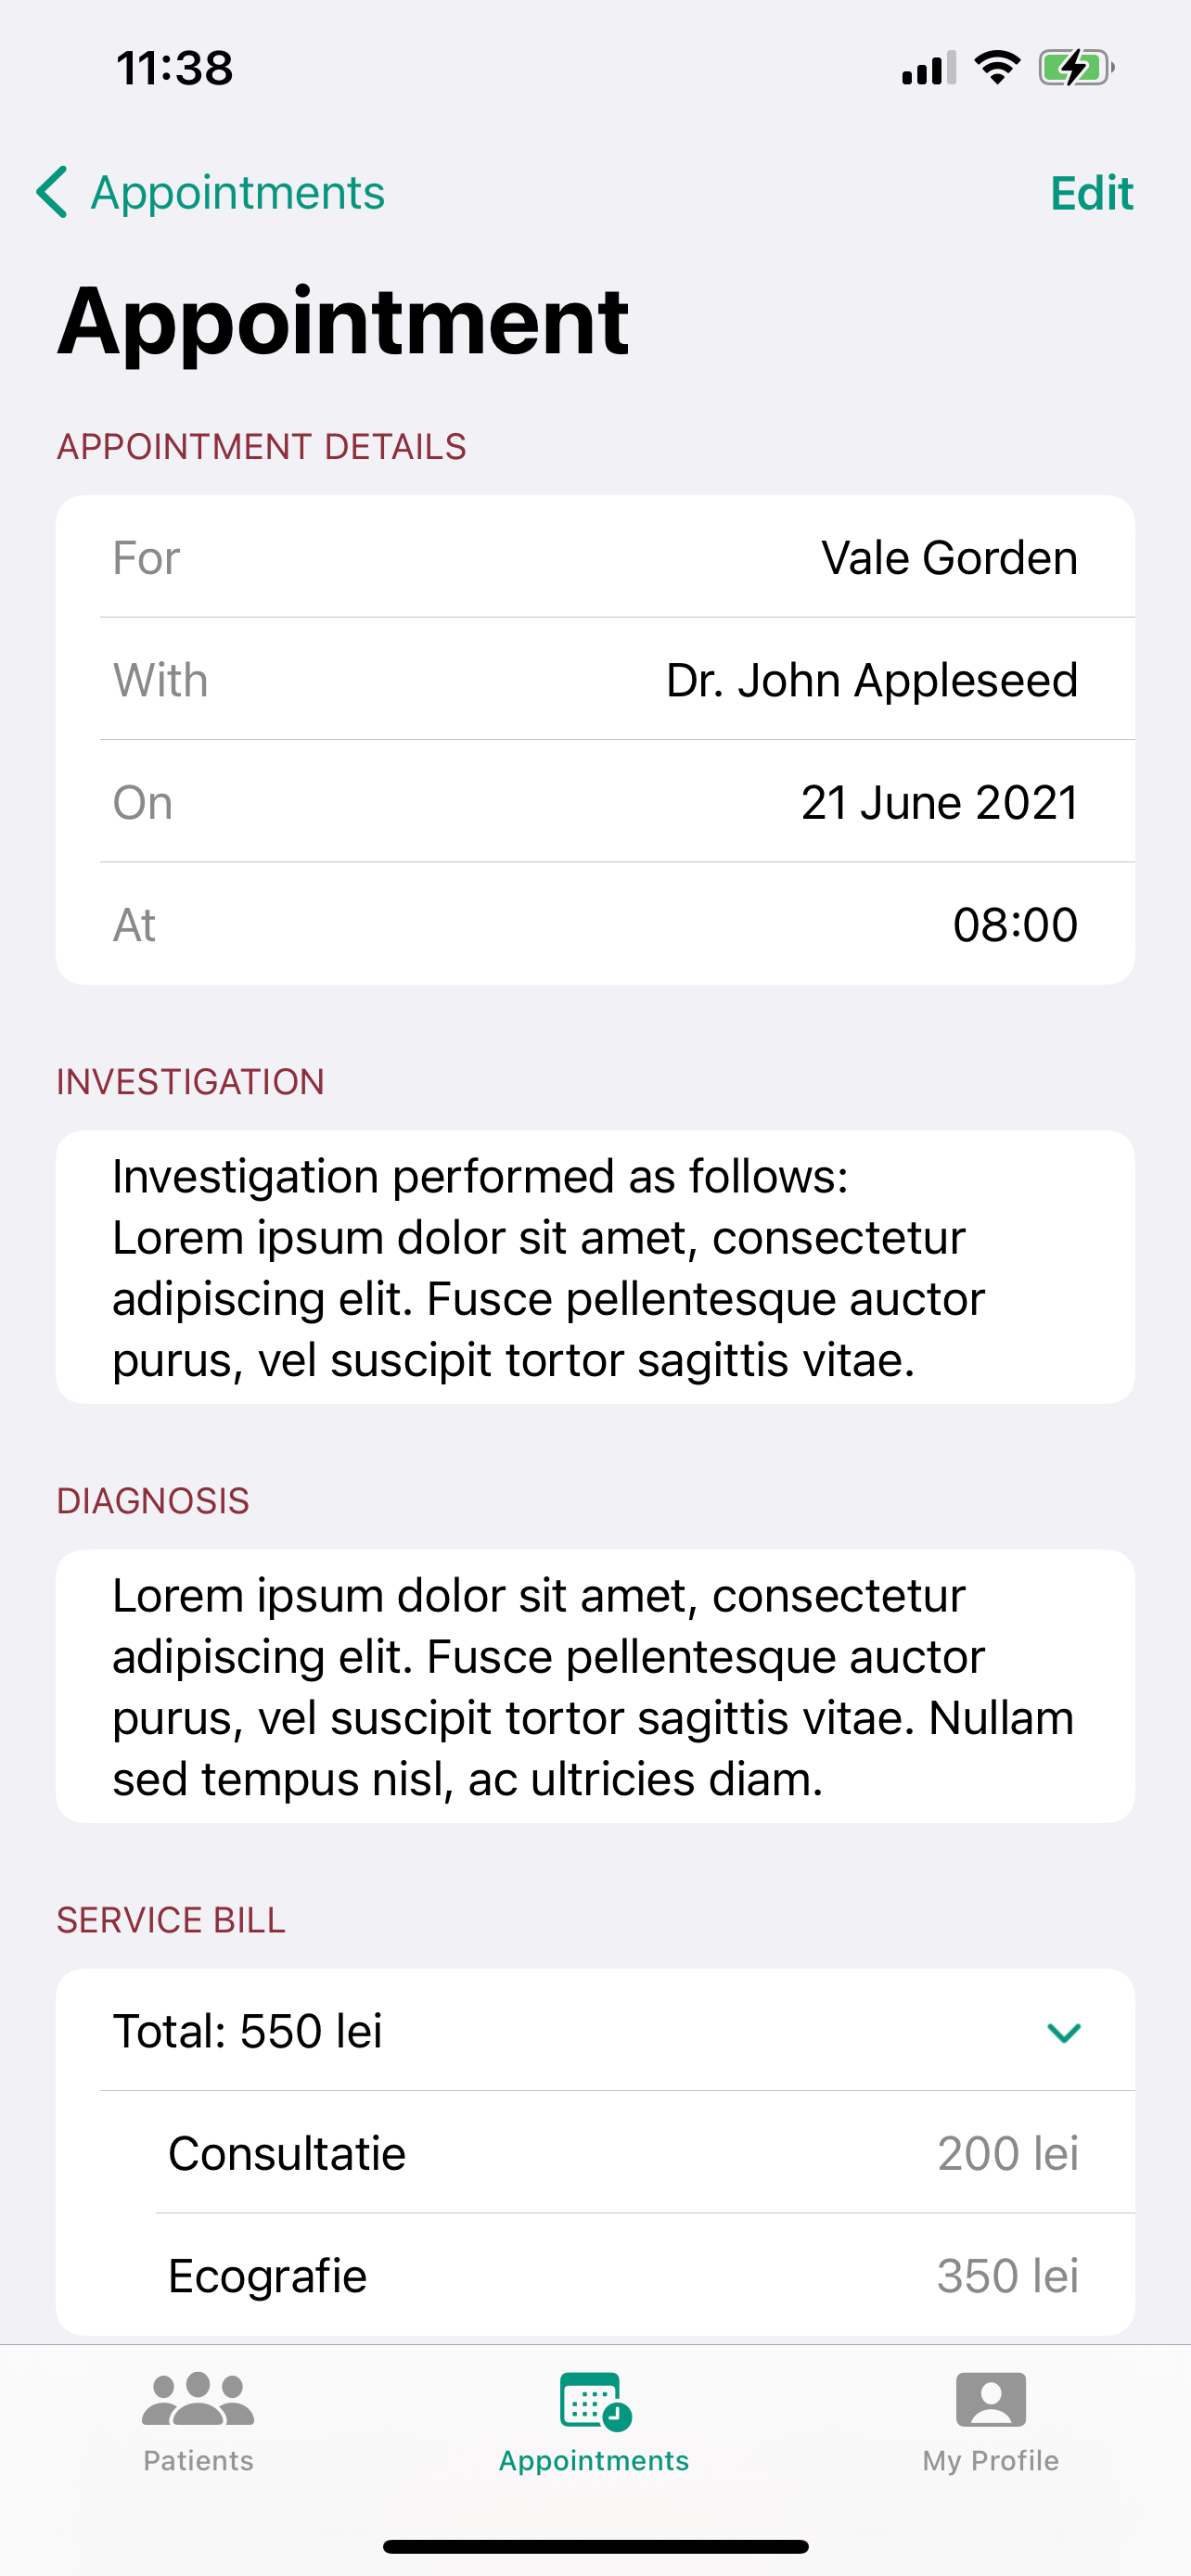 11:38
Appointments
Edit
Appointment
APPOINTMENT DETAILS
For Vale Gorden
With Dr. John Appleseed
On 21 June 2021
At 08:00
INVESTIGATION
Investigation performed as follows:
Lorem ipsum dolor sit amet, consectetur
adipiscing elit. Fusce pellentesque auctor
purus, vel suscipit tortor sagittis vitae.
DIAGNOSIS
Lorem ipsum dolor sit amet, consectetur
adipiscing elit. Fusce pellentesque auctor
purus, vel suscipit tortor sagittis vitae. Nullam
sed tempus nisl, ac ultricies diam.
SERVICE BILL
Total: 550 lei
Consultatie 200 lei
Ecografie 350 lei
Patients
Appointments
My Profile